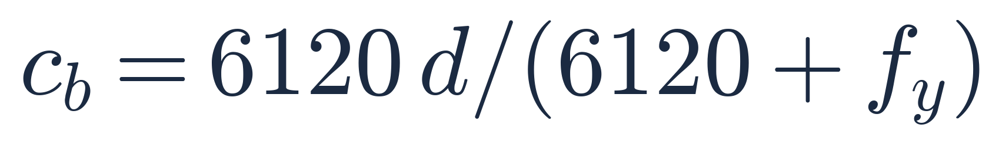 c_b = 6120 d/(6120 + f_y)